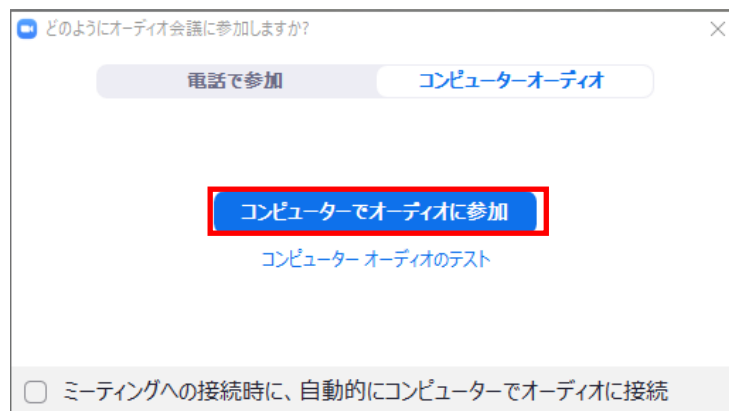 どのようにオーディオ会議に参加しますか?
電話で参加 コンピューターオーディオ
コンピューターでオーディオに参加
コンピューター オーディオのテスト
ミーティングへの接続時に、自動的にコンピューターでオーディオに接続